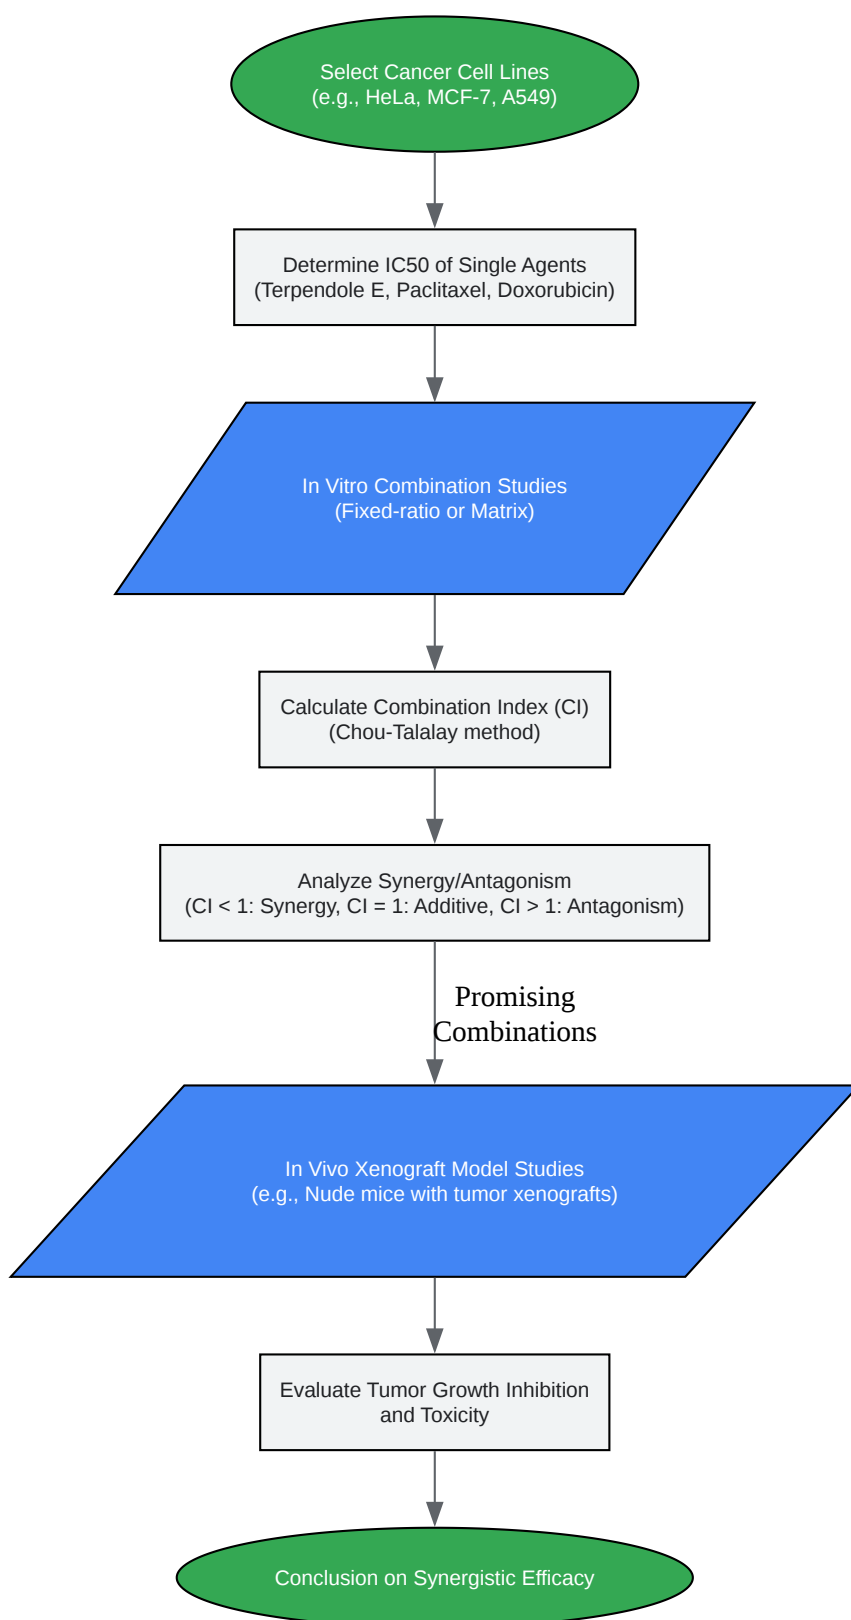 Select Cancer Cell Lines
(e.g., HeLa, MCF-7, A549)
Determine IC50 of Single Agents
(Terpendole E, Paclitaxel, Doxorubicin)
In Vitro Combination Studies
(Fixed-ratio or Matrix)
Calculate Combination Index (CI)
(Chou-Talalay method)
Analyze Synergy/Antagonism
(CI < 1: Synergy, CI = 1: Additive, CI > 1: Antagonism)
Promising
Combinations
In Vivo Xenograft Model Studies
(e.g., Nude mice with tumor xenografts)
Evaluate Tumor Growth Inhibition
and Toxicity
Conclusion on Synergistic Efficacy